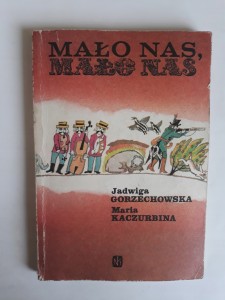 MAŁO NAS,
MAŁO NAS
Jadwiga
GORZECHOWSKA
Maria
KACZURBINA